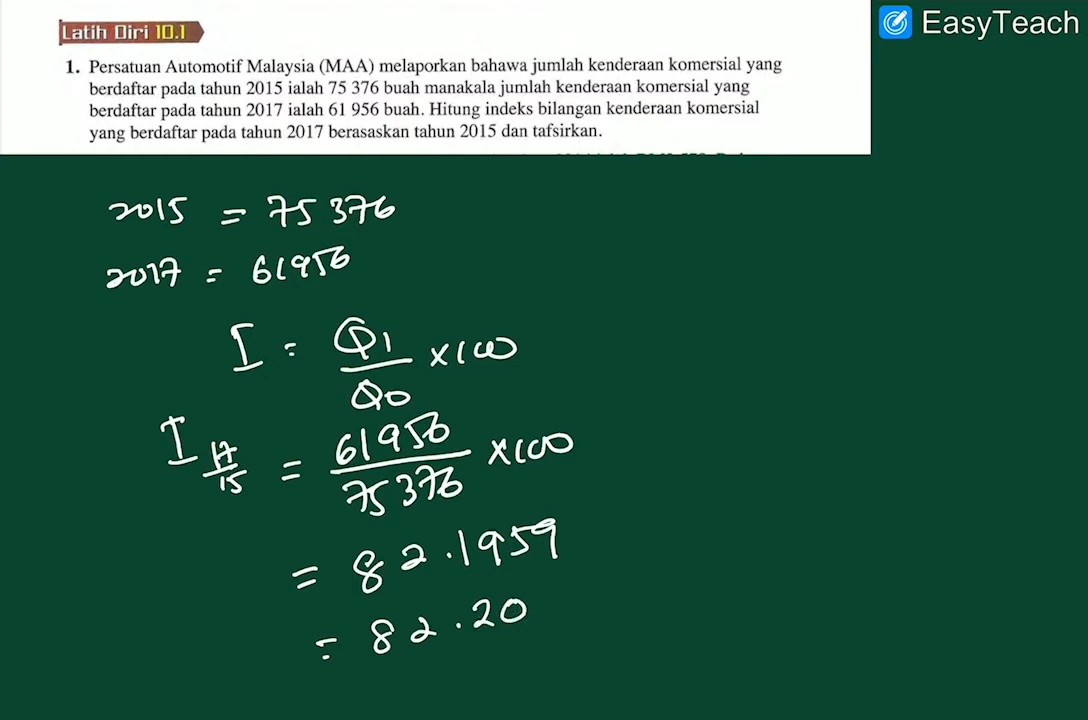 Latih Diri 10.1
EasyTeach
1. Persatuan Automotif Malaysia (MAA) melaporkan bahawa jumlah kenderaan komersial yang
berdaftar pada tahun 2015 ialah 75 376 buah manakala jumlah kenderaan komersial yang
berdaftar pada tahun 2017 ialah 61 956 buah. Hitung indeks bilangan kenderaan komersial
yang berdaftar pada tahun 2017 berasaskan tahun 2015 dan tafsirkan.
2015 = 75 376
2017 = 61956
I = Q1/Q0 × 100
I 17/15 = 61956/75376 × 100
= 82.1959
= 82.20